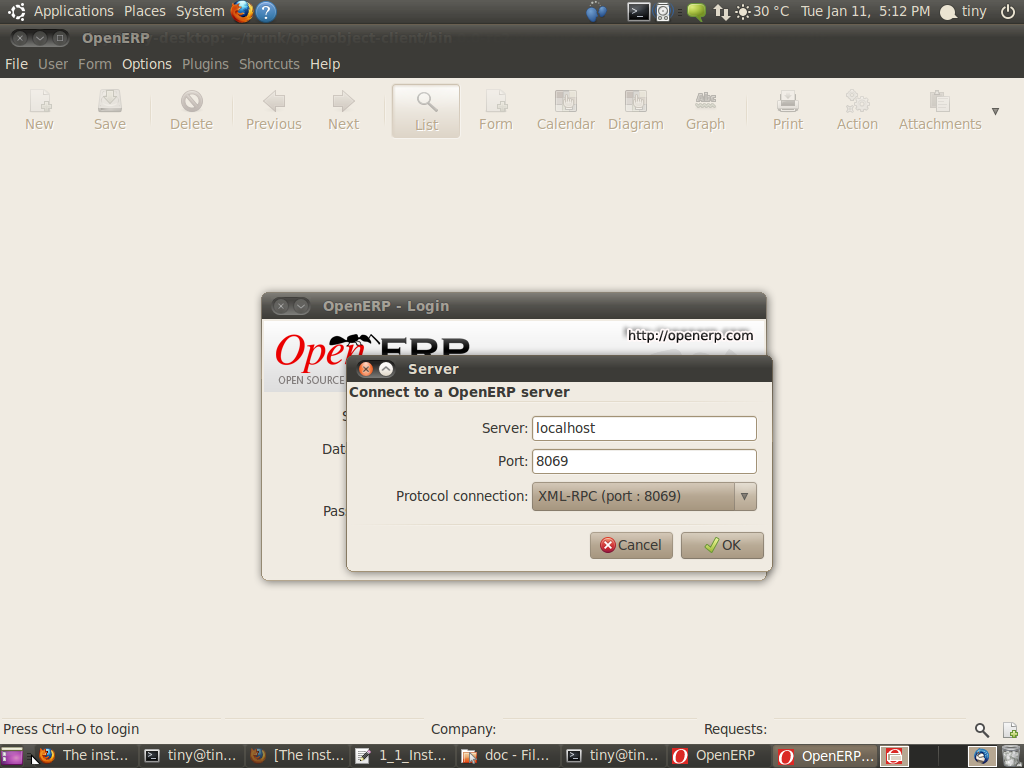 Applications Places System 30 °C Tue Jan 11, 5:12 PM tiny
OpenERP -desktop: ~/trunk/openobject-client/bin
File User Form Options Plugins Shortcuts Help
New Save Delete Previous Next List Form Calendar Diagram Graph Print Action Attachments
OpenERP - Login
http://openerp.com
Open ERP
OPEN SOURCE
Server
Connect to a OpenERP server
Server: localhost
Port: 8069
Protocol connection: XML-RPC (port : 8069)
Cancel OK
Dat
Pas
Press Ctrl+O to login Company: Requests:
The inst... tiny@tin... [The inst... 1_1_Inst... doc - Fil... tiny@tin... OpenERP OpenERP...